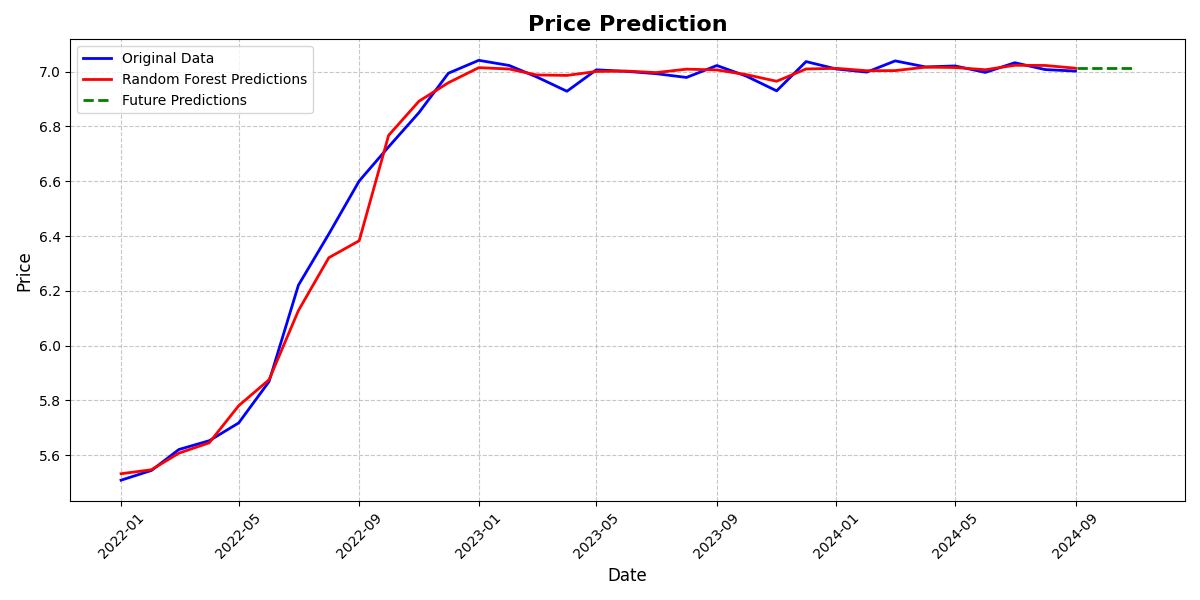 Price Prediction
Original Data
Random Forest Predictions
Future Predictions
Price
7.0
6.8
6.6
6.4
6.2
6.0
5.8
5.6
2022-01
2022-05
2022-09
2023-01
2023-05
2023-09
2024-01
2024-05
2024-09
Date